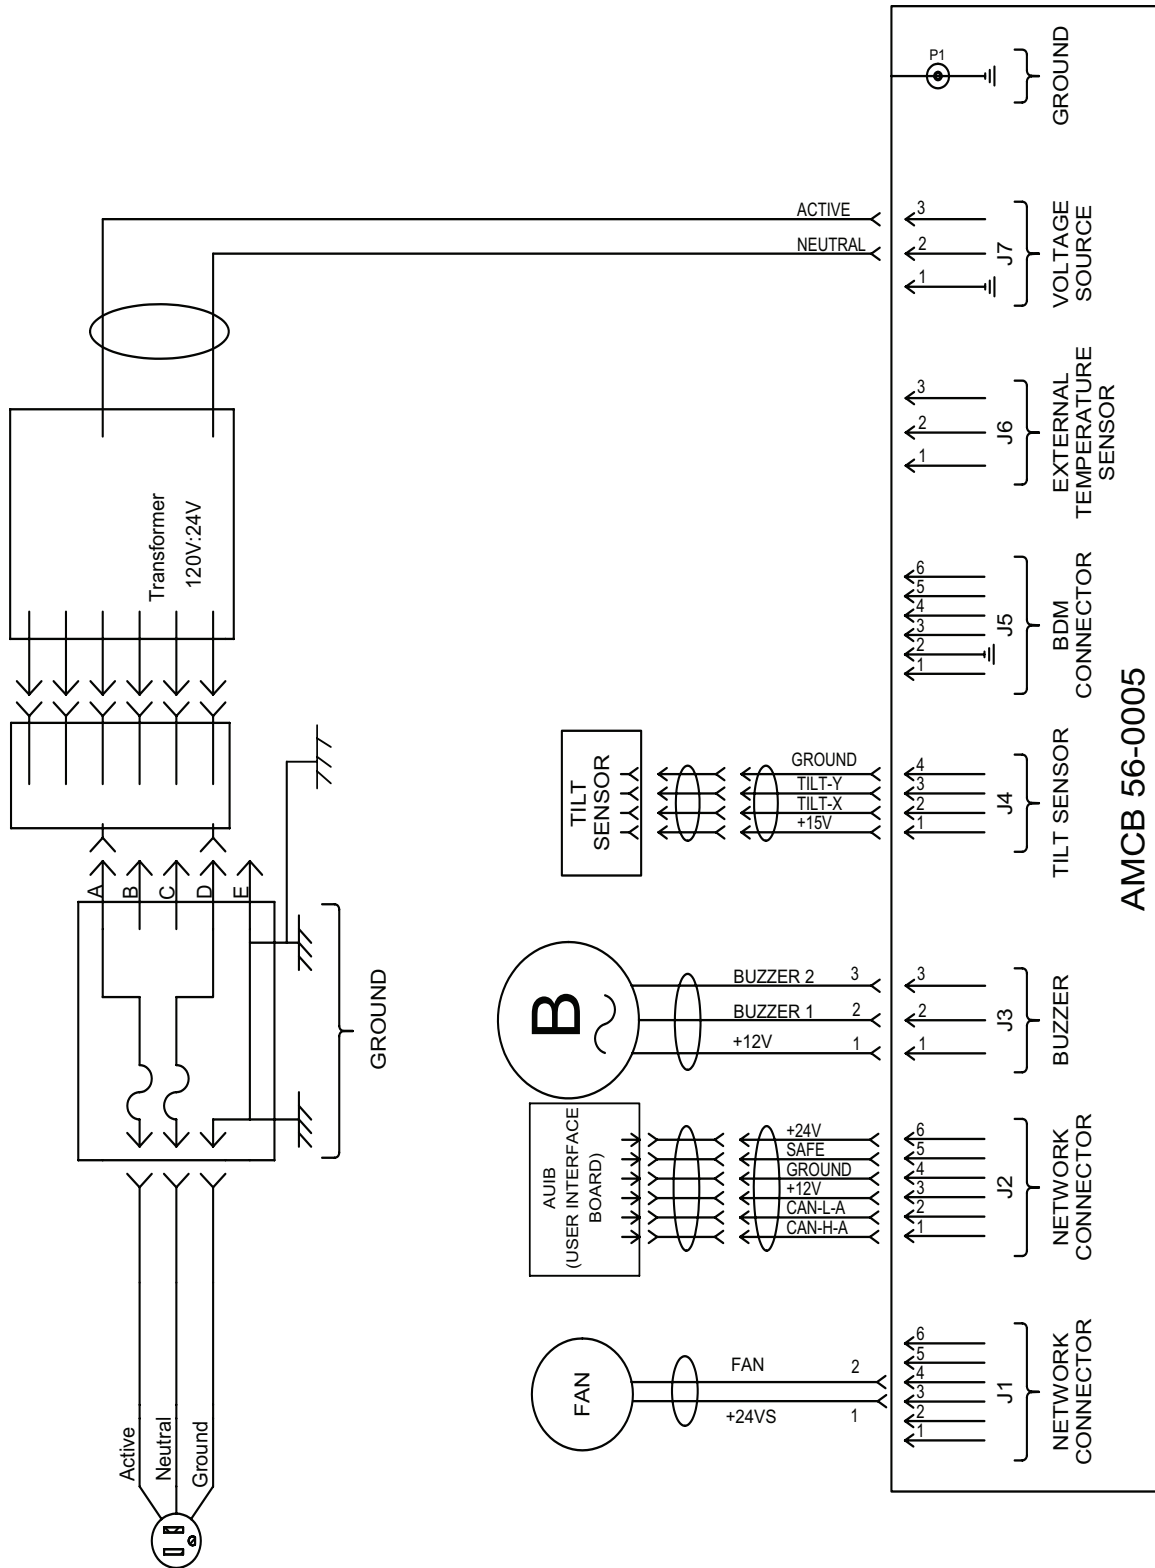 Active
Neutral
Ground
A
B
C
D
E
GROUND
Transformer
120V:24V
ACTIVE
NEUTRAL
FAN
FAN
2
+24VS
1
AUIB
(USER INTERFACE
BOARD)
+24V
SAFE
GROUND
+12V
CAN-L-A
CAN-H-A
B
BUZZER 2
3
BUZZER 1
2
+12V
1
TILT
SENSOR
GROUND
TILT-Y
TILT-X
+15V
6
5
4
3
2
1
J1
NETWORK
CONNECTOR
6
5
4
3
2
1
J2
NETWORK
CONNECTOR
3
2
1
J3
BUZZER
4
3
2
1
J4
TILT SENSOR
6
5
4
3
2
1
J5
BDM
CONNECTOR
3
2
1
J6
EXTERNAL
TEMPERATURE
SENSOR
3
2
1
J7
VOLTAGE
SOURCE
P1
GROUND
AMCB 56-0005